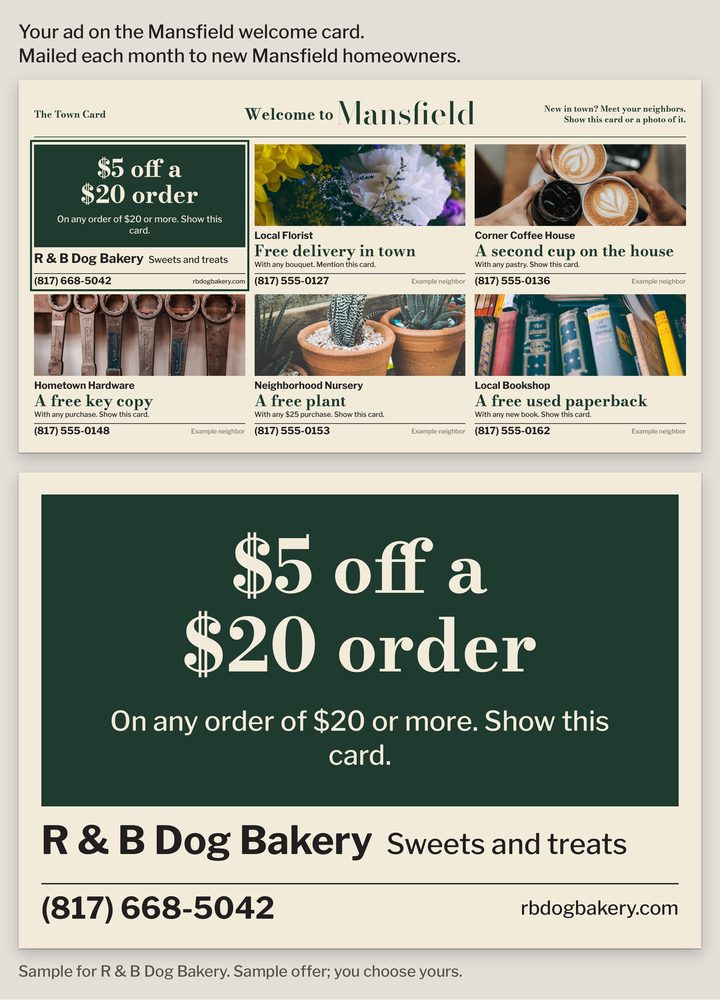 Your ad on the Mansfield welcome card.
Mailed each month to new Mansfield homeowners.
The Town Card
Welcome to Mansfield
New in town? Meet your neighbors.
Show this card or a photo of it.
$5 off a
$20 order
On any order of $20 or more. Show this
card.
R & B Dog Bakery Sweets and treats
(817) 668-5042 rbdogbakery.com
Local Florist
Free delivery in town
With any bouquet. Mention this card.
(817) 555-0127 Example neighbor
Corner Coffee House
A second cup on the house
With any pastry. Show this card.
(817) 555-0136 Example neighbor
Hometown Hardware
A free key copy
With any purchase. Show this card.
(817) 555-0148 Example neighbor
Neighborhood Nursery
A free plant
With any $25 purchase. Show this card.
(817) 555-0153 Example neighbor
Local Bookshop
A free used paperback
With any new book. Show this card.
(817) 555-0162 Example neighbor
$5 off a
$20 order
On any order of $20 or more. Show this
card.
R & B Dog Bakery Sweets and treats
(817) 668-5042 rbdogbakery.com
Sample for R & B Dog Bakery. Sample offer; you choose yours.